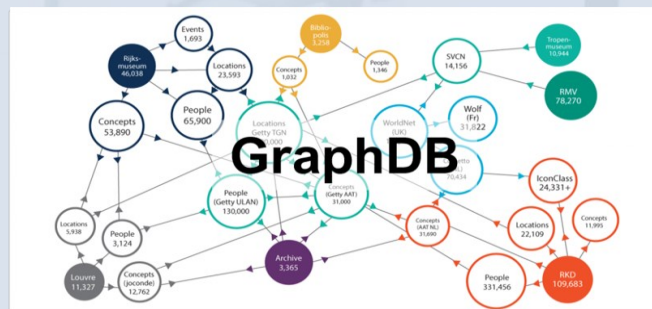 Events
1,693
Biblio-
polis
3,258
Rijks-
museum
46,038
Locations
23,593
Concepts
1,012
People
1,346
SVCN
14,156
Tropen-
museum
10,944
RMV
78,270
Concepts
53,890
People
65,900
Locations
Getty TGN
WorldNet
(UK)
Wolf
(Fr)
31,822
GraphDB
70,434
People
(Getty ULAN)
130,000
Concepts
(Getty AAT)
31,000
IconClass
24,331+
Locations
5,938
People
3,124
Concepts
(AAT NL)
31,690
Locations
22,109
Concepts
11,995
Louvre
11,327
Concepts
(joconde)
12,762
Archive
3,365
People
331,456
RKD
109,683